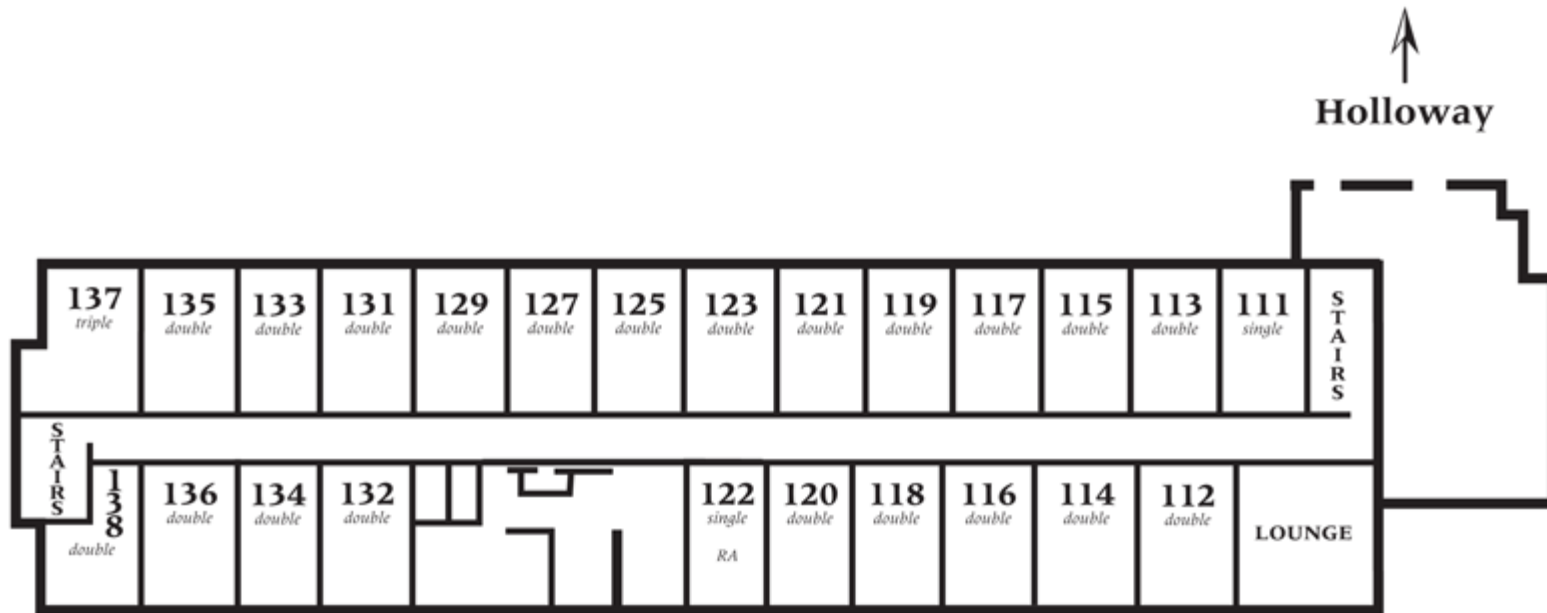 Holloway
137
triple
135
double
133
double
131
double
129
double
127
double
125
double
123
double
121
double
119
double
117
double
115
double
113
double
111
single
STAIRS
STAIRS
138
double
136
double
134
double
132
double
122
single
RA
120
double
118
double
116
double
114
double
112
double
LOUNGE